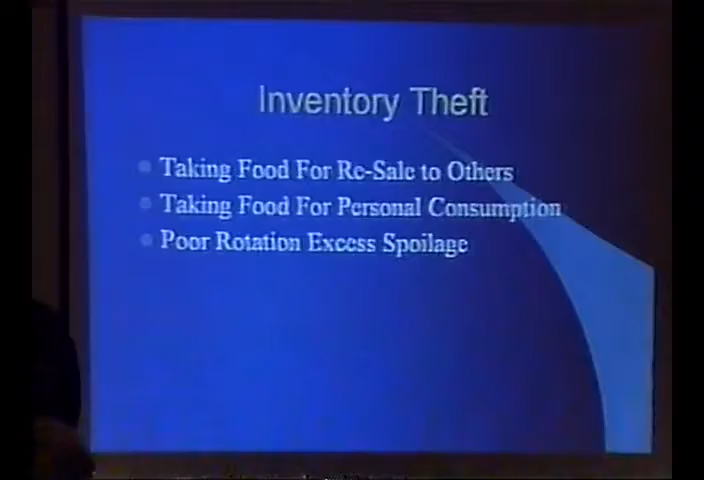 Inventory Theft
Taking Food For Re-Sale to Others
Taking Food For Personal Consumption
Poor Rotation Excess Spoilage